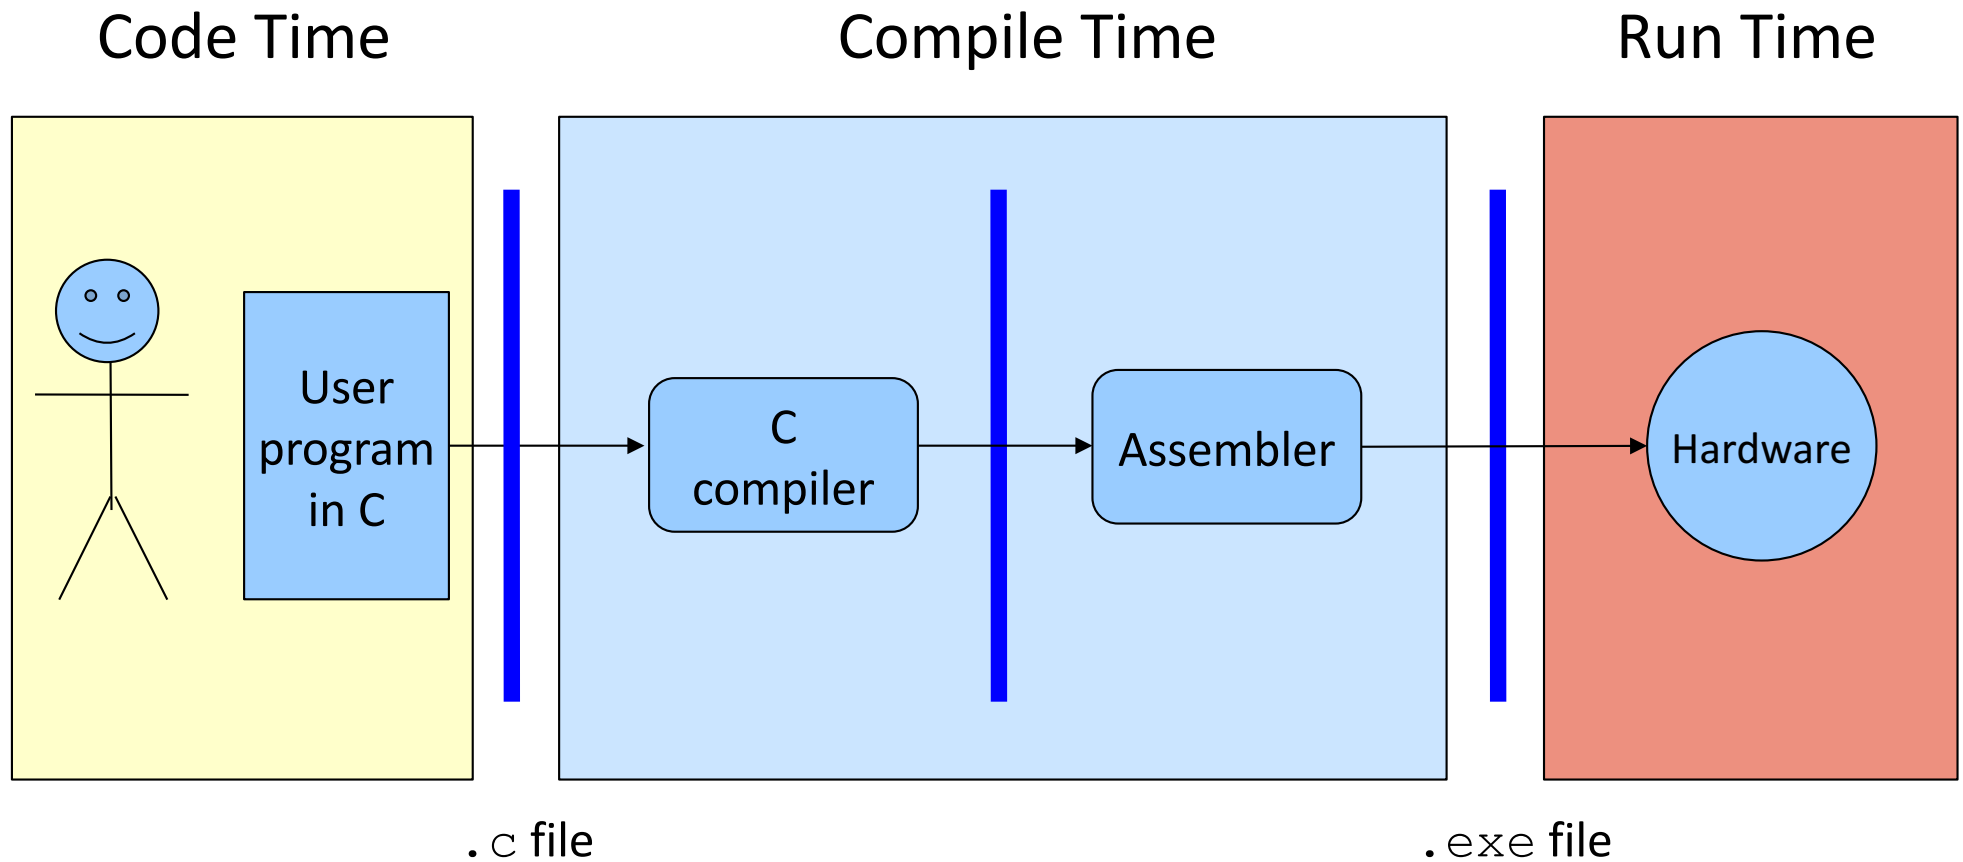 Code Time
Compile Time
Run Time
User
program
in C
C
compiler
Assembler
Hardware
.c file
.exe file